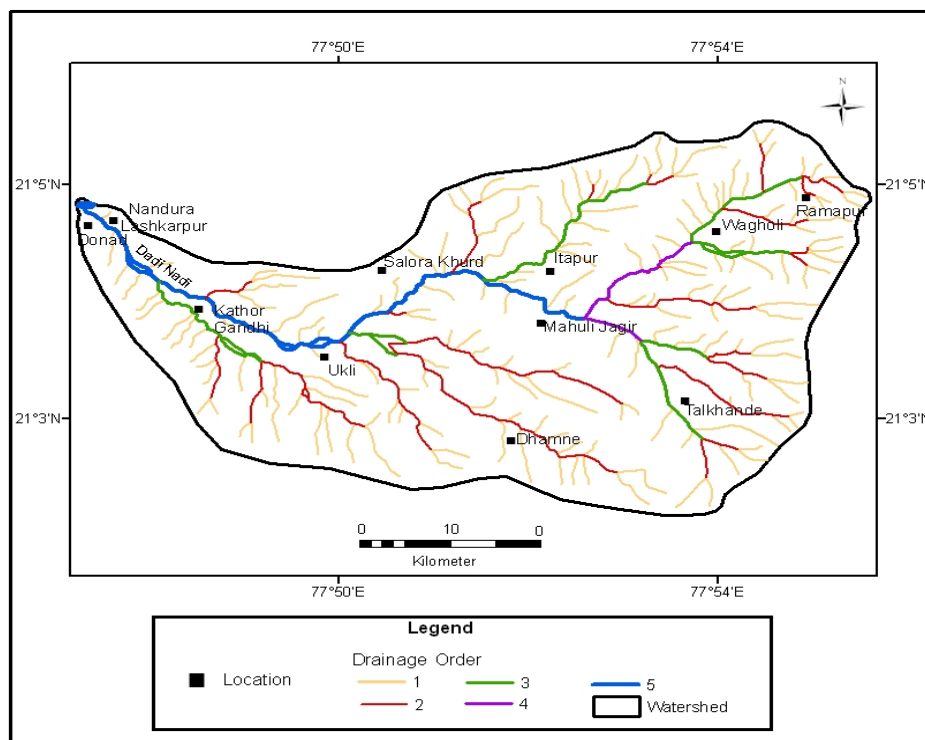 77°50'E
77°54'E
N
21°5'N
21°5'N
Nandura
Lashkarpur
Donad
Ramapur
Wagholi
Dadi Nadi
Salora Khurd
Itapur
Kathor
Gandhi
Mahuli Jagir
Ukli
Talkhande
21°3'N
21°3'N
Dhamne
0
10
0
Kilometer
77°50'E
77°54'E
Legend
Drainage Order
Location
1
3
5
2
4
Watershed